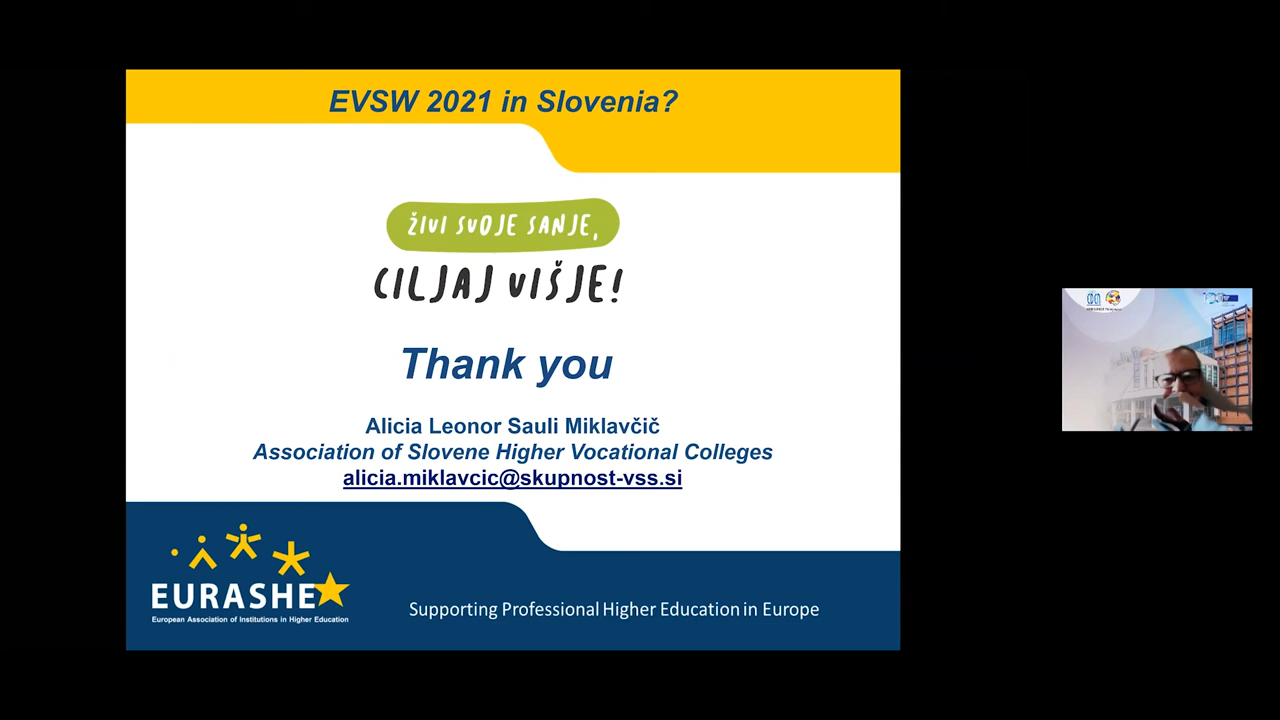 EVSW 2021 in Slovenia?
ŽIVI SVOJE SANJE,
CILJAJ VIŠJE!
Thank you
Alicia Leonor Sauli Miklavčič
Association of Slovene Higher Vocational Colleges
alicia.miklavcic@skupnost-vss.si
EURASHE
European Association of Institutions in Higher Education
Supporting Professional Higher Education in Europe